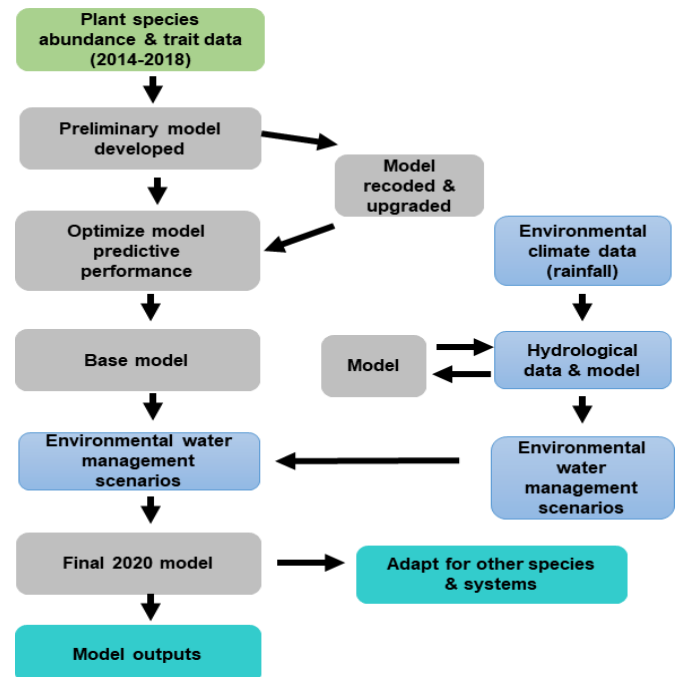 Plant species
abundance & trait data
(2014-2018)
Preliminary model
developed
Model
recoded &
upgraded
Optimize model
predictive
performance
Environmental
climate data
(rainfall)
Base model
Model
Hydrological
data & model
Environmental water
management
scenarios
Environmental
water
management
scenarios
Final 2020 model
Adapt for other species
& systems
Model outputs